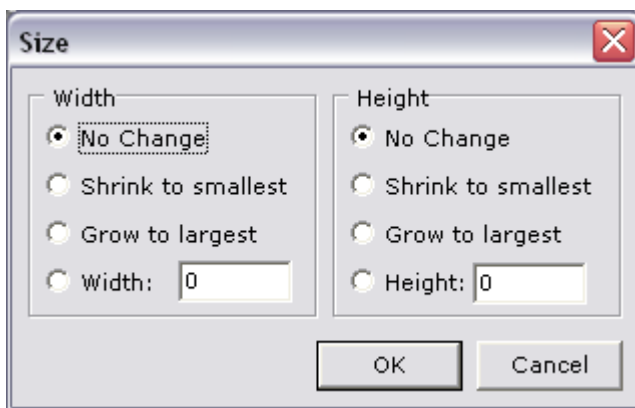 Size
Width
No Change
Shrink to smallest
Grow to largest
Width: 0
Height
No Change
Shrink to smallest
Grow to largest
Height: 0
OK
Cancel